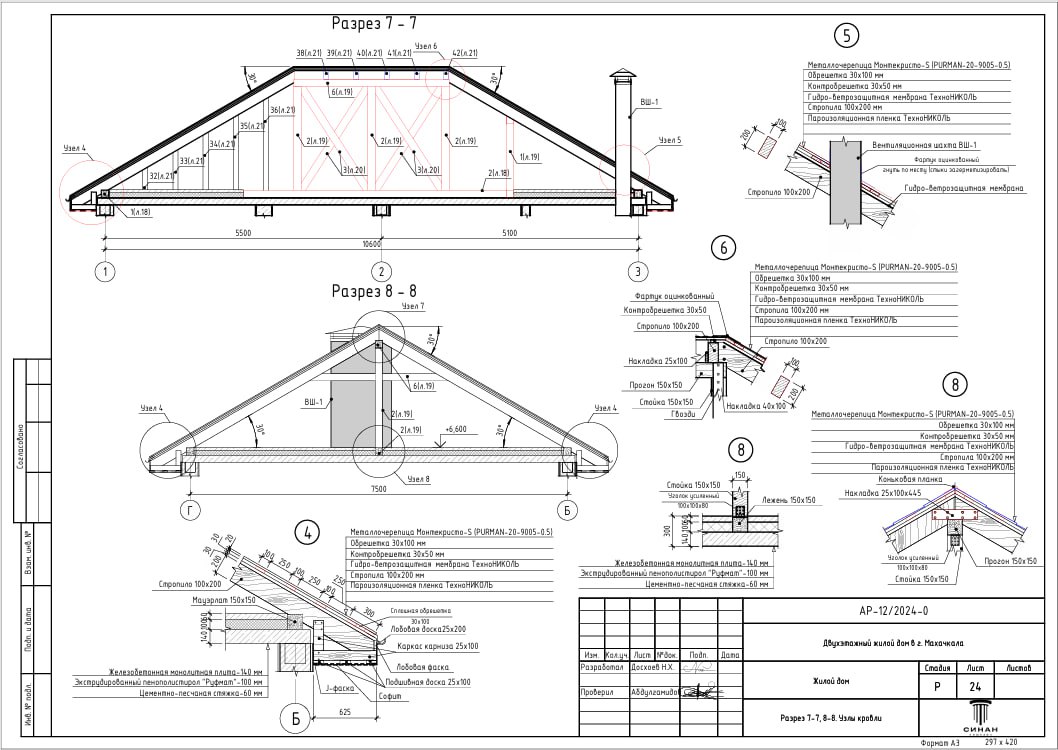 Разрез 7 - 7
38(л.21) 39(л.21) 40(л.21) 41(л.21)
Узел 6
42(л.21)
30°
30°
6(л.19)
36(л.21)
35(л.21)
34(л.21)
33(л.21)
32(л.21)
2(л.19)
2(л.19)
2(л.19)
3(л.20)
3(л.20)
1(л.19)
2(л.18)
1(л.18)
ВШ-1
Узел 4
Узел 5
5500
5100
10600
1
2
3
Разрез 8 - 8
Узел 7
30°
6(л.19)
ВШ-1
2(л.19)
2(л.19)
+6,600
Узел 4
Узел 4
30°
30°
Узел 8
7500
Г
Б
4
Металлочерепица Монтекристо-S (PURMAN-20-9005-0.5)
Обрешетка 30х100 мм
Контробрешетка 30х50 мм
Гидро-ветрозащитная мембрана ТехноНИКОЛЬ
Стропила 100х200 мм
Пароизоляционная пленка ТехноНИКОЛЬ
30
30
20
200
100
250
100
250
100
250
100
300
Стропило 100х200
Мауэрлат 150х150
140
100
60
Сплошная обрешетка
30х100
Лобовая доска25х200
Каркас карниза 25х100
Лобовая фаска
Подшивная доска 25х100
Софит
J-фаска
Железобетонная монолитная плита-140 мм
Экструдированный пенополистирол "Руфмат"-100 мм
Цементно-песчаная стяжка-60 мм
Б
625
5
Металлочерепица Монтекристо-S (PURMAN-20-9005-0.5)
Обрешетка 30х100 мм
Контробрешетка 30х50 мм
Гидро-ветрозащитная мембрана ТехноНИКОЛЬ
Стропила 100х200 мм
Пароизоляционная пленка ТехноНИКОЛЬ
100
200
Вентиляционная шахта ВШ-1
Фартук оцинкованный
гнуть по месту (стыки загерметизировать)
Гидро-ветрозащитная мембрана
Стропило 100х200
6
Металлочерепица Монтекристо-S (PURMAN-20-9005-0.5)
Обрешетка 30х100 мм
Контробрешетка 30х50 мм
Гидро-ветрозащитная мембрана ТехноНИКОЛЬ
Стропила 100х200 мм
Пароизоляционная пленка ТехноНИКОЛЬ
Фартук оцинкованный
Контробрешетка 30х50
Стропило 100х200
Стропило 100х200
Накладка 25х100
Прогон 150х150
Стойка 150х150
Гвозди
Накладка 40х100
100
200
8
150
Стойка 150х150
Уголок усиленный
100х100х80
Лежень 150х150
300
140
100
60
Железобетонная монолитная плита-140 мм
Экструдированный пенополистирол "Руфмат"-100 мм
Цементно-песчаная стяжка-60 мм
8
Металлочерепица Монтекристо-S (PURMAN-20-9005-0.5)
Обрешетка 30х100 мм
Контробрешетка 30х50 мм
Гидро-ветрозащитная мембрана ТехноНИКОЛЬ
Стропила 100х200 мм
Пароизоляционная пленка ТехноНИКОЛЬ
Коньковая планка
Накладка 25х100х445
Уголок усиленный
100х100х80
Стойка 150х150
Прогон 150х150
Согласовано
Взам. инв. №
Подп. и дата
Инв. № подл.
АР-12/2024-0
Двухэтажный жилой дом в г. Махачкала
Изм. Кол.уч. Лист №док. Подп. Дата
Разработал Досхоев Н.Х.
Проверил Абдулгамидов
Жилой дом
Стадия Лист Листов
Р 24
Разрез 7-7, 8-8. Узлы кровли
СИНАН
Формат А3 297 х 420